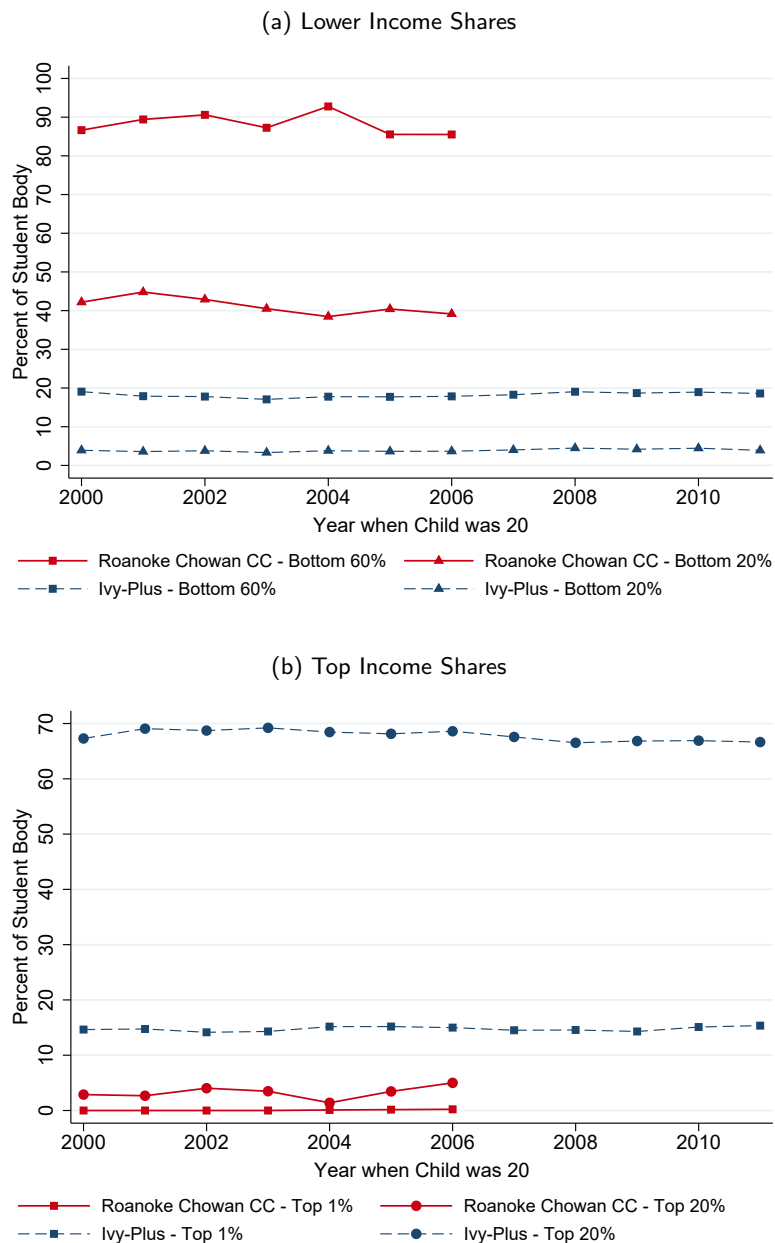 (a) Lower Income Shares
Percent of Student Body
100
90
80
70
60
50
40
30
20
10
0
2000 2002 2004 2006 2008 2010
Year when Child was 20
Roanoke Chowan CC - Bottom 60% Roanoke Chowan CC - Bottom 20%
Ivy-Plus - Bottom 60% Ivy-Plus - Bottom 20%
(b) Top Income Shares
Percent of Student Body
70
60
50
40
30
20
10
0
2000 2002 2004 2006 2008 2010
Year when Child was 20
Roanoke Chowan CC - Top 1% Roanoke Chowan CC - Top 20%
Ivy-Plus - Top 1% Ivy-Plus - Top 20%